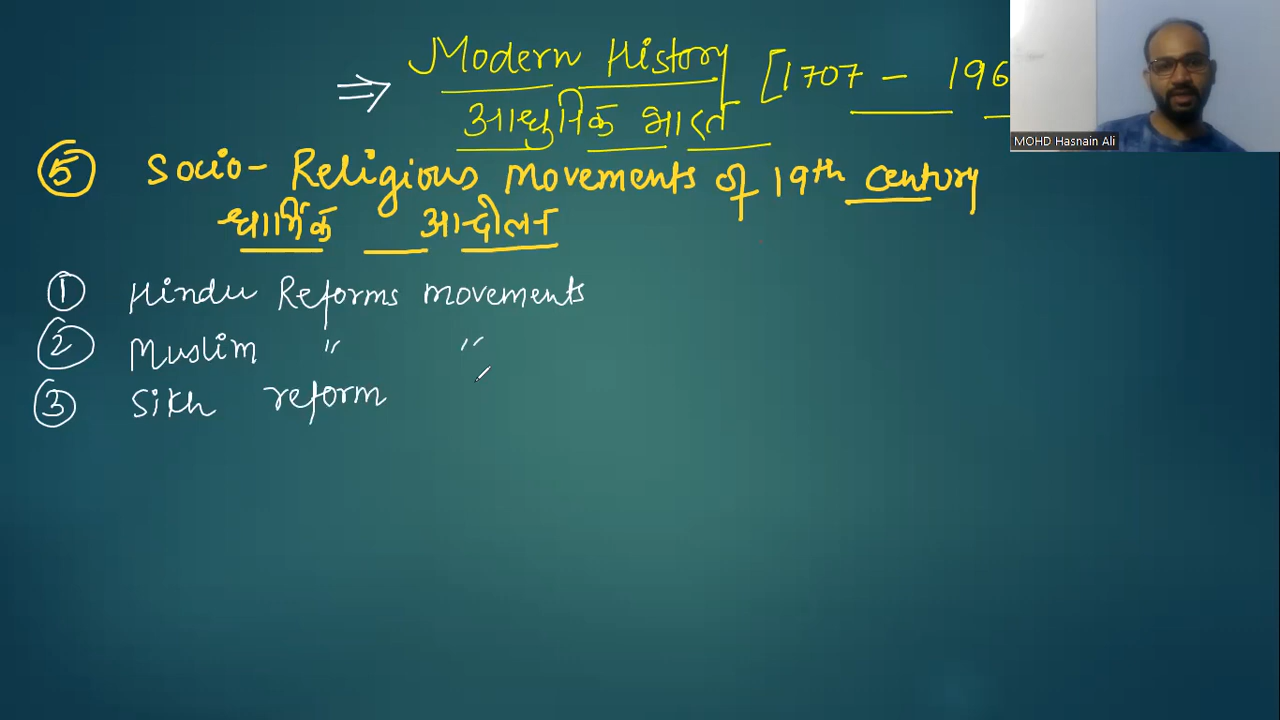 ⇒ Modern History [1707 - 196
आधुनिक भारत
MOHD Hasnain Ali
⑤ Socio-Religious movements of 19th century
धार्मिक आन्दोलन
① Hindu Reforms movements
② Muslim " "
③ Sikh reform